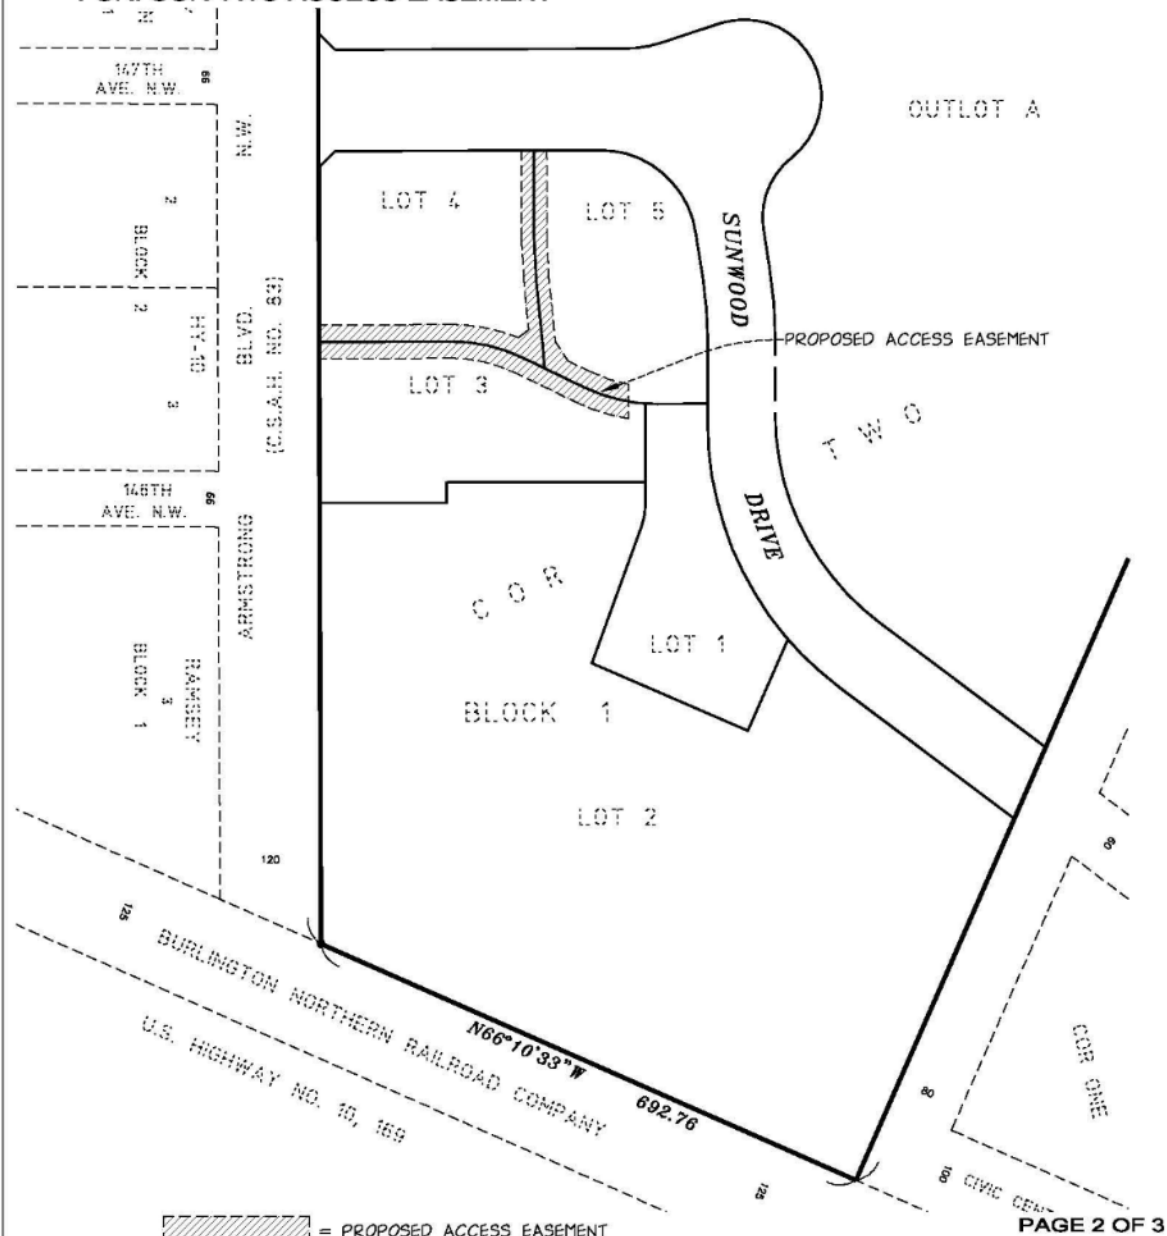 147TH
AVE. N.W.
66
N.W.
OUTLOT A
2
BLOCK 2
LOT 4
LOT 5
SUNWOOD
HY-10
BLVD.
(C.S.A.H. NO. 83)
PROPOSED ACCESS EASEMENT
3
LOT 3
TWO
146TH
AVE. N.W.
66
ARMSTRONG
DRIVE
COR
LOT 1
BLOCK 1
3
RAMSEY
BLOCK 1
LOT 2
60
120
125
BURLINGTON NORTHERN RAILROAD COMPANY
N66°10'33"W
692.76
U.S. HIGHWAY NO. 10, 169
COR ONE
80
100
125
CIVIC
= PROPOSED ACCESS EASEMENT
PAGE 2 OF 3